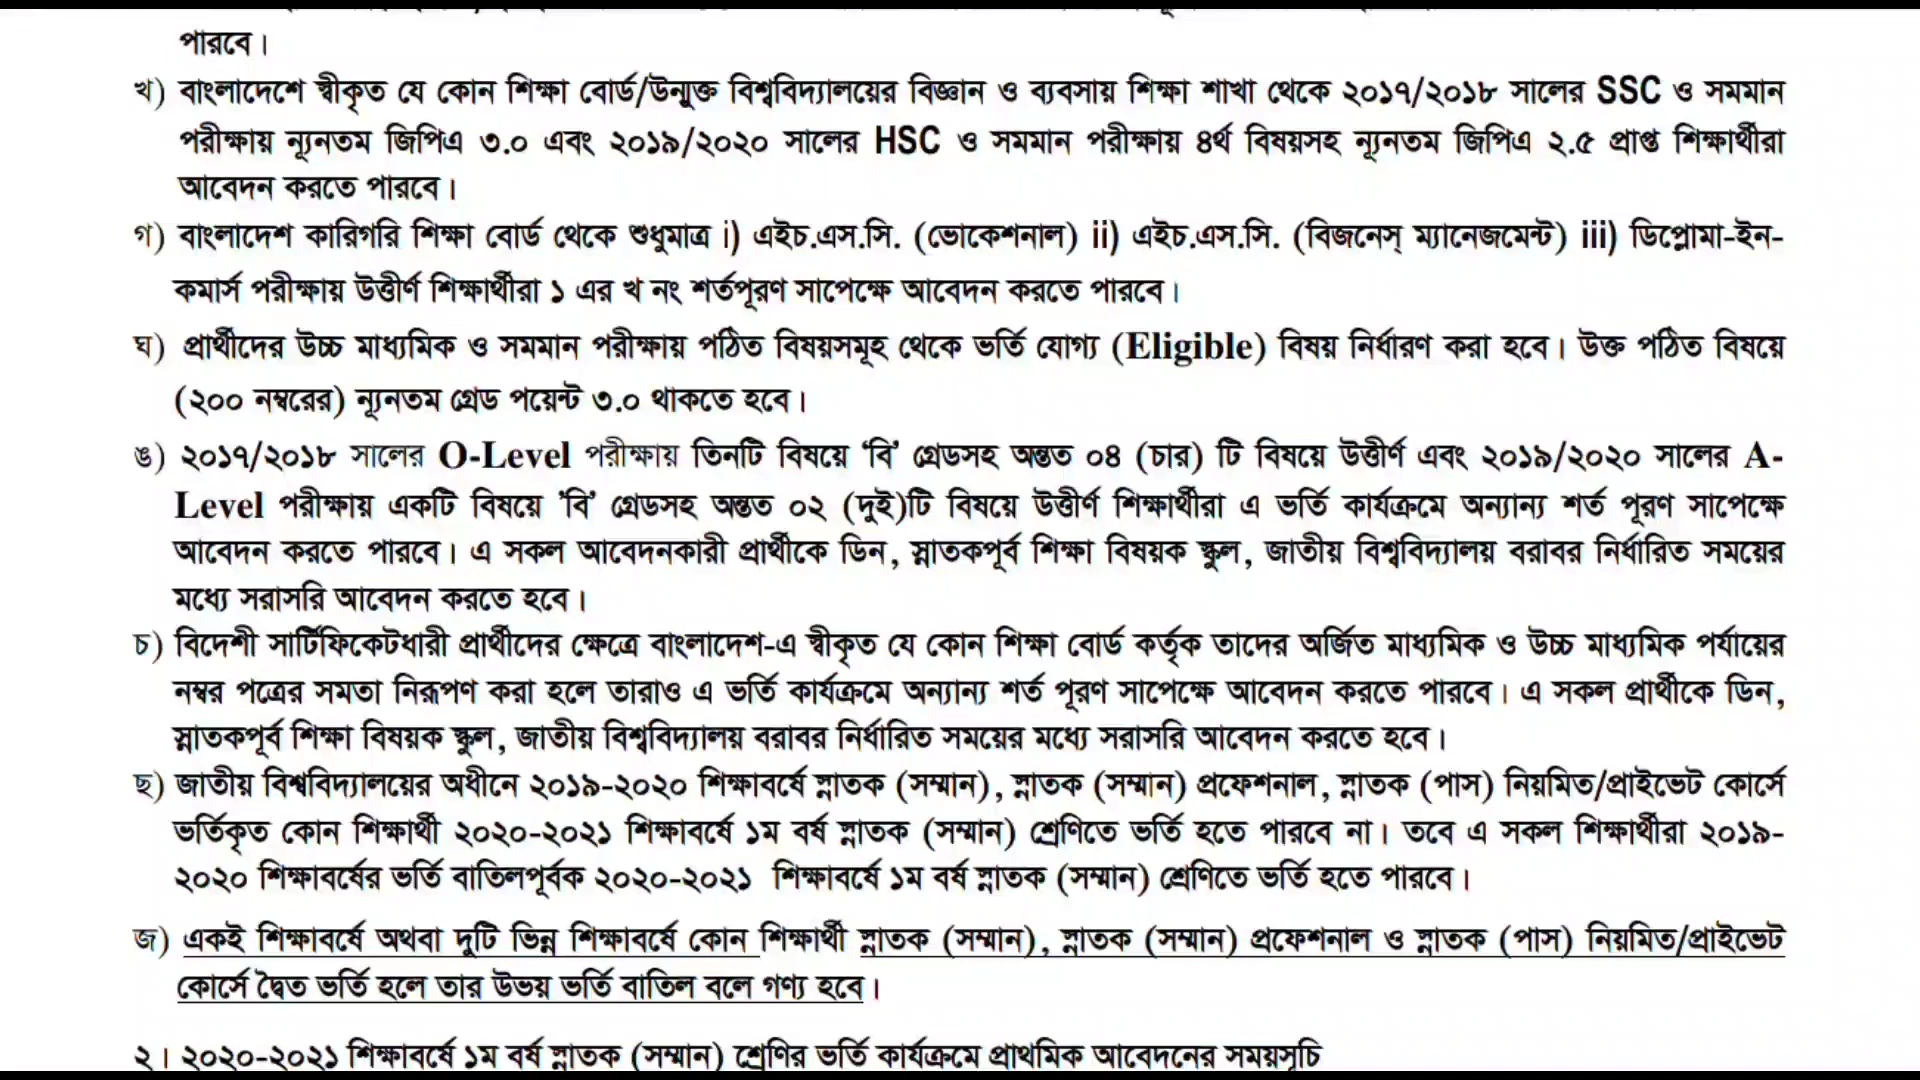 পারবে।
খ) বাংলাদেশে স্বীকৃত যে কোন শিক্ষা বোর্ড/উন্মুক্ত বিশ্ববিদ্যালয়ের বিজ্ঞান ও ব্যবসায় শিক্ষা শাখা থেকে ২০১৭/২০১৮ সালের SSC ও সমমান
পরীক্ষায় ন্যূনতম জিপিএ ৩.০ এবং ২০১৯/২০২০ সালের HSC ও সমমান পরীক্ষায় ৪র্থ বিষয়সহ ন্যূনতম জিপিএ ২.৫ প্রাপ্ত শিক্ষার্থীরা
আবেদন করতে পারবে।
গ) বাংলাদেশ কারিগরি শিক্ষা বোর্ড থেকে শুধুমাত্র i) এইচ.এস.সি. (ভোকেশনাল) ii) এইচ.এস.সি. (বিজনেস্ ম্যানেজমেন্ট) iii) ডিপ্লোমা-ইন-
কমার্স পরীক্ষায় উত্তীর্ণ শিক্ষার্থীরা ১ এর খ নং শর্তপূরণ সাপেক্ষে আবেদন করতে পারবে।
ঘ) প্রার্থীদের উচ্চ মাধ্যমিক ও সমমান পরীক্ষায় পঠিত বিষয়সমূহ থেকে ভর্তি যোগ্য (Eligible) বিষয় নির্ধারণ করা হবে। উক্ত পঠিত বিষয়ে
(২০০ নম্বরের) ন্যূনতম গ্রেড পয়েন্ট ৩.০ থাকতে হবে।
ঙ) ২০১৭/২০১৮ সালের O-Level পরীক্ষায় তিনটি বিষয়ে ‘বি’ গ্রেডসহ অন্তত ০৪ (চার) টি বিষয়ে উত্তীর্ণ এবং ২০১৯/২০২০ সালের A-
Level পরীক্ষায় একটি বিষয়ে ’বি’ গ্রেডসহ অন্তত ০২ (দুই)টি বিষয়ে উত্তীর্ণ শিক্ষার্থীরা এ ভর্তি কার্যক্রমে অন্যান্য শর্ত পূরণ সাপেক্ষে
আবেদন করতে পারবে। এ সকল আবেদনকারী প্রার্থীকে ডিন, স্নাতকপূর্ব শিক্ষা বিষয়ক স্কুল, জাতীয় বিশ্ববিদ্যালয় বরাবর নির্ধারিত সময়ের
মধ্যে সরাসরি আবেদন করতে হবে।
চ) বিদেশী সার্টিফিকেটধারী প্রার্থীদের ক্ষেত্রে বাংলাদেশ-এ স্বীকৃত যে কোন শিক্ষা বোর্ড কর্তৃক তাদের অর্জিত মাধ্যমিক ও উচ্চ মাধ্যমিক পর্যায়ের
নম্বর পত্রের সমতা নিরূপণ করা হলে তারাও এ ভর্তি কার্যক্রমে অন্যান্য শর্ত পূরণ সাপেক্ষে আবেদন করতে পারবে। এ সকল প্রার্থীকে ডিন,
স্নাতকপূর্ব শিক্ষা বিষয়ক স্কুল, জাতীয় বিশ্ববিদ্যালয় বরাবর নির্ধারিত সময়ের মধ্যে সরাসরি আবেদন করতে হবে।
ছ) জাতীয় বিশ্ববিদ্যালয়ের অধীনে ২০১৯-২০২০ শিক্ষাবর্ষে স্নাতক (সম্মান), স্নাতক (সম্মান) প্রফেশনাল, স্নাতক (পাস) নিয়মিত/প্রাইভেট কোর্সে
ভর্তিকৃত কোন শিক্ষার্থী ২০২০-২০২১ শিক্ষাবর্ষে ১ম বর্ষ স্নাতক (সম্মান) শ্রেণিতে ভর্তি হতে পারবে না। তবে এ সকল শিক্ষার্থীরা ২০১৯-
২০২০ শিক্ষাবর্ষের ভর্তি বাতিলপূর্বক ২০২০-২০২১ শিক্ষাবর্ষে ১ম বর্ষ স্নাতক (সম্মান) শ্রেণিতে ভর্তি হতে পারবে।
জ) একই শিক্ষাবর্ষে অথবা দুটি ভিন্ন শিক্ষাবর্ষে কোন শিক্ষার্থী স্নাতক (সম্মান), স্নাতক (সম্মান) প্রফেশনাল ও স্নাতক (পাস) নিয়মিত/প্রাইভেট
কোর্সে দ্বৈত ভর্তি হলে তার উভয় ভর্তি বাতিল বলে গণ্য হবে।
২। ২০২০-২০২১ শিক্ষাবর্ষে ১ম বর্ষ স্নাতক (সম্মান) শ্রেণির ভর্তি কার্যক্রমে প্রাথমিক আবেদনের সময়সূচি